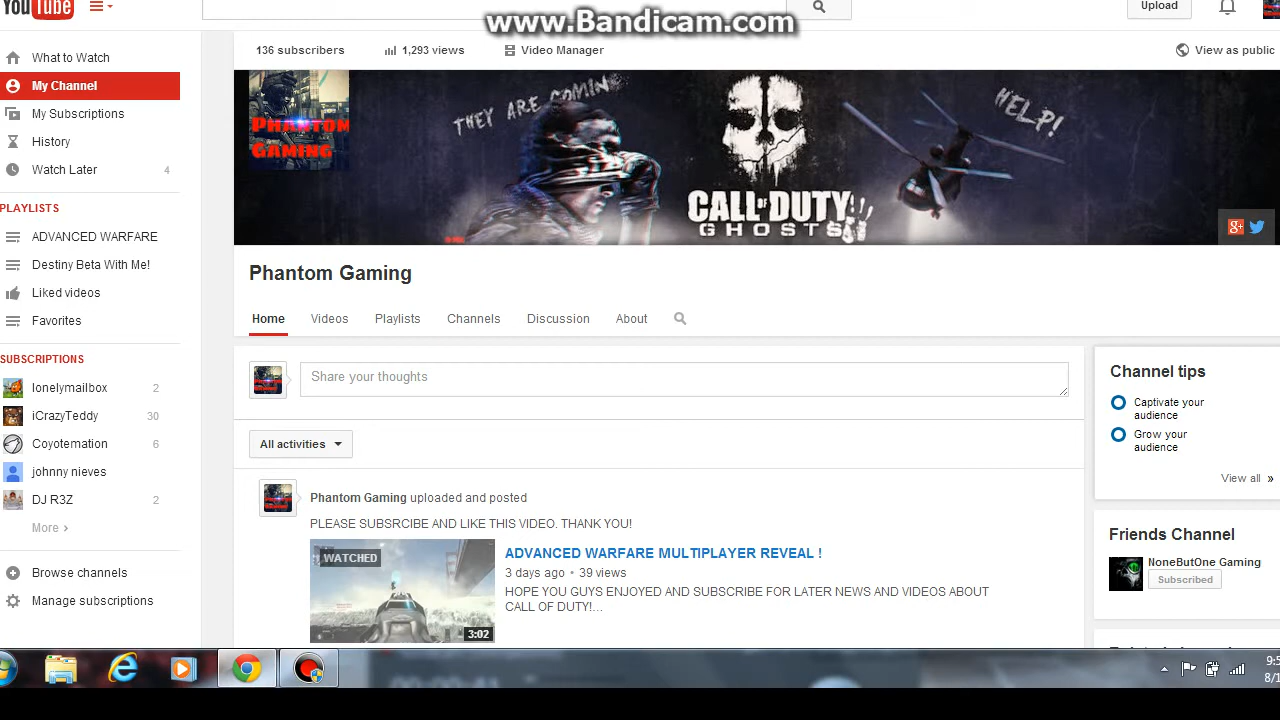 www.Bandicam.com
YouTube
Upload
136 subscribers
1,293 views
Video Manager
View as public
What to Watch
My Channel
My Subscriptions
History
Watch Later 4
PLAYLISTS
ADVANCED WARFARE
Destiny Beta With Me!
Liked videos
Favorites
SUBSCRIPTIONS
lonelymailbox 2
iCrazyTeddy 30
Coyotemation 6
johnny nieves
DJ R3Z 2
More ›
Browse channels
Manage subscriptions
PHANTOM
GAMING
THEY ARE COMING
HELP!
CALL OF DUTY
GHOSTS
Phantom Gaming
Home Videos Playlists Channels Discussion About
Share your thoughts
All activities
Phantom Gaming uploaded and posted
PLEASE SUBSRCIBE AND LIKE THIS VIDEO. THANK YOU!
WATCHED
3:02
ADVANCED WARFARE MULTIPLAYER REVEAL !
3 days ago • 39 views
HOPE YOU GUYS ENJOYED AND SUBSCRIBE FOR LATER NEWS AND VIDEOS ABOUT
CALL OF DUTY!...
Channel tips
Captivate your
audience
Grow your
audience
View all »
Friends Channel
NoneButOne Gaming
Subscribed